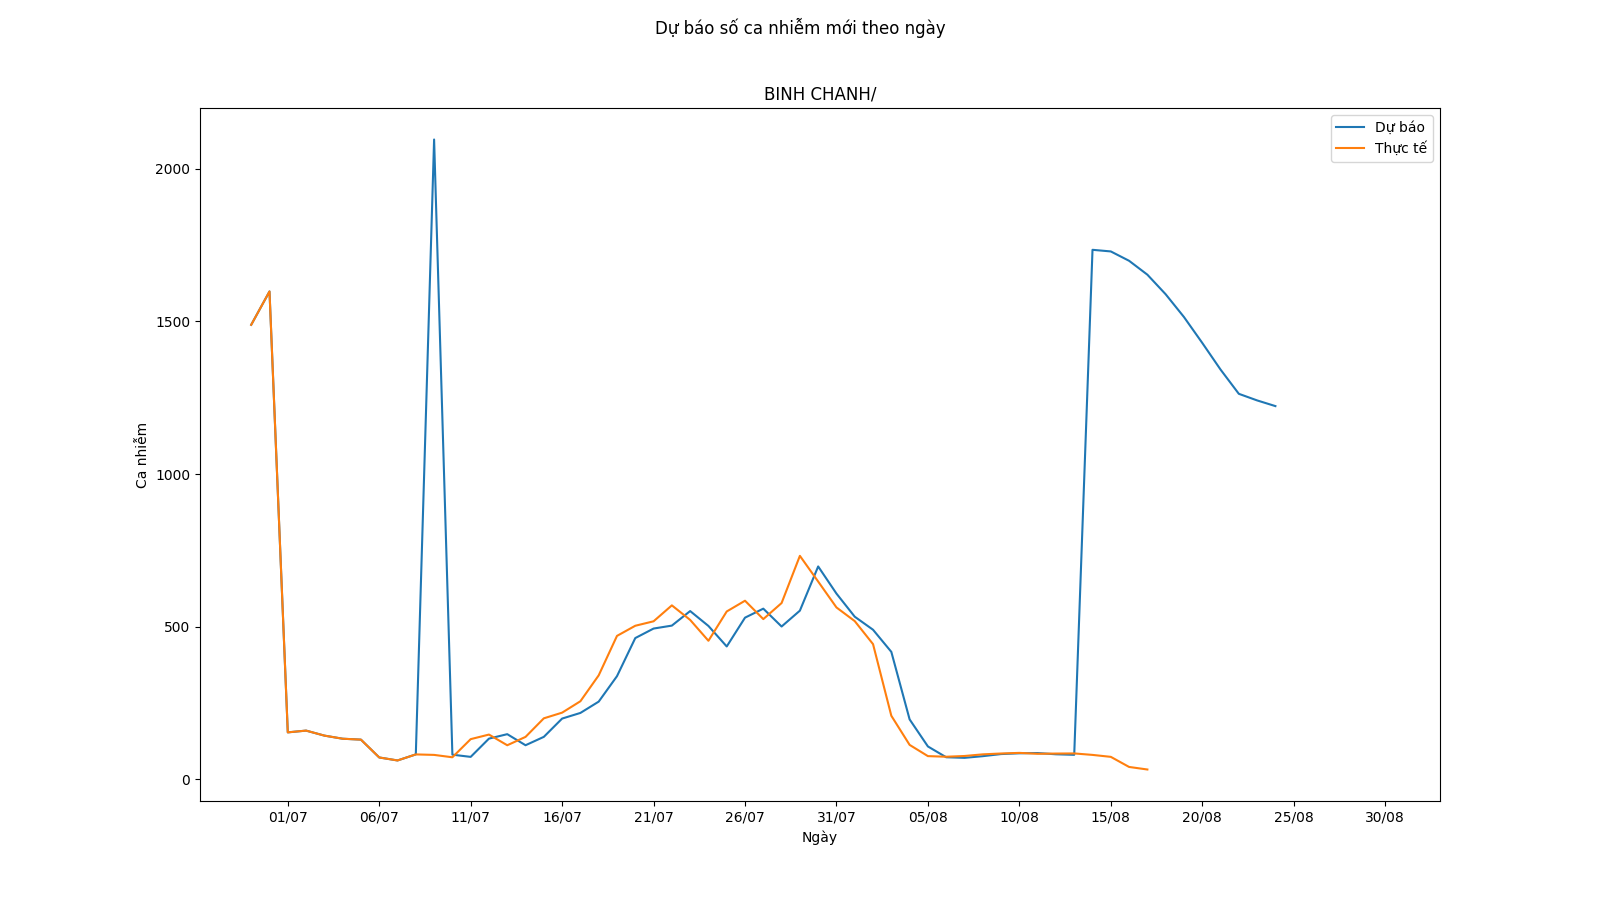 Dự báo số ca nhiễm mới theo ngày
BINH CHANH/
Dự báo
Thực tế
2000
1500
1000
500
0
Ca nhiễm
01/07 06/07 11/07 16/07 21/07 26/07 31/07 05/08 10/08 15/08 20/08 25/08 30/08
Ngày